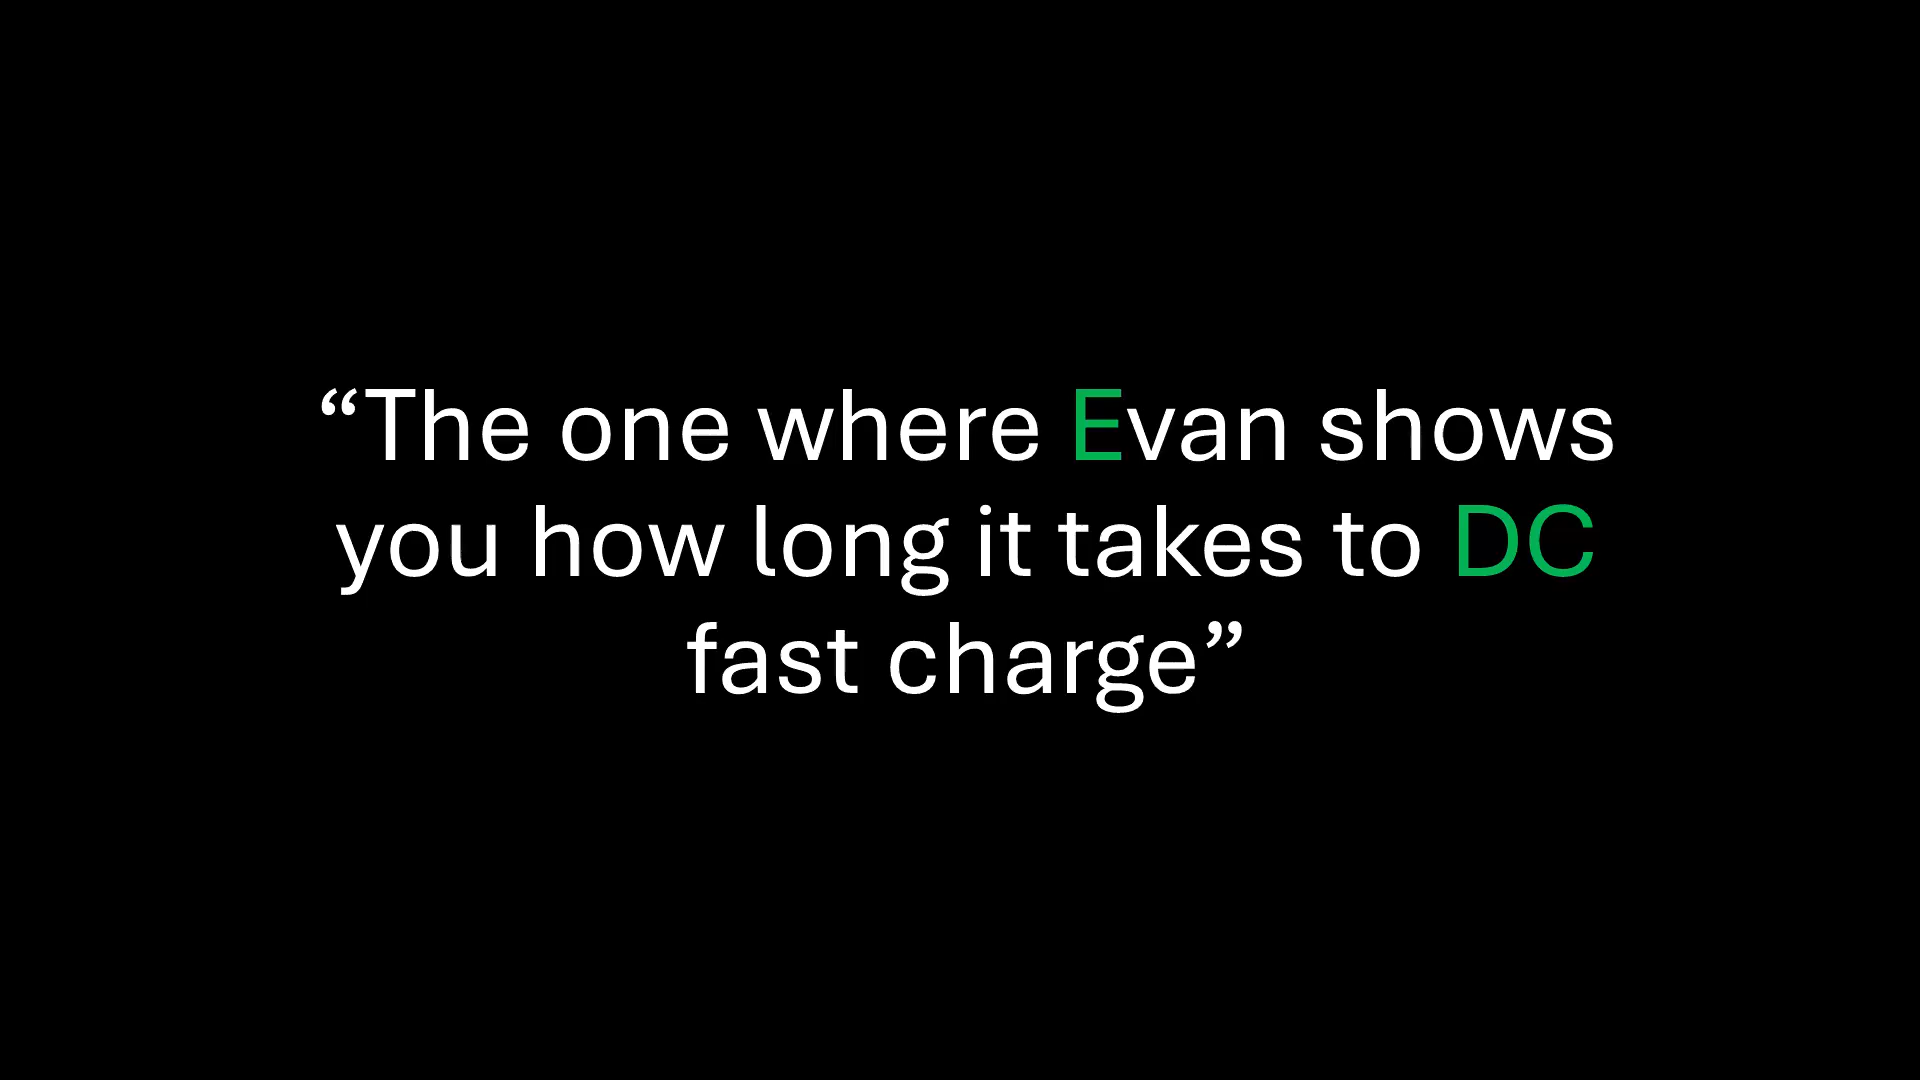 “The one where Evan shows
you how long it takes to DC
fast charge”